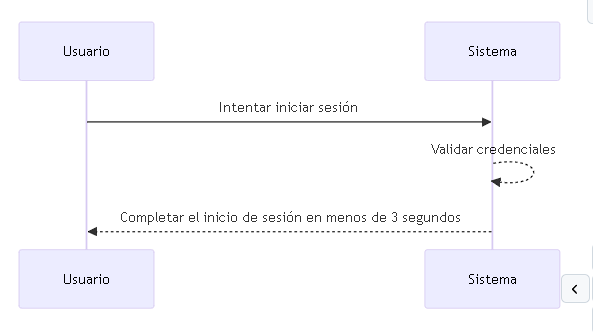 Usuario
Sistema
Intentar iniciar sesión
Validar credenciales
Completar el inicio de sesión en menos de 3 segundos
Usuario
Sistema